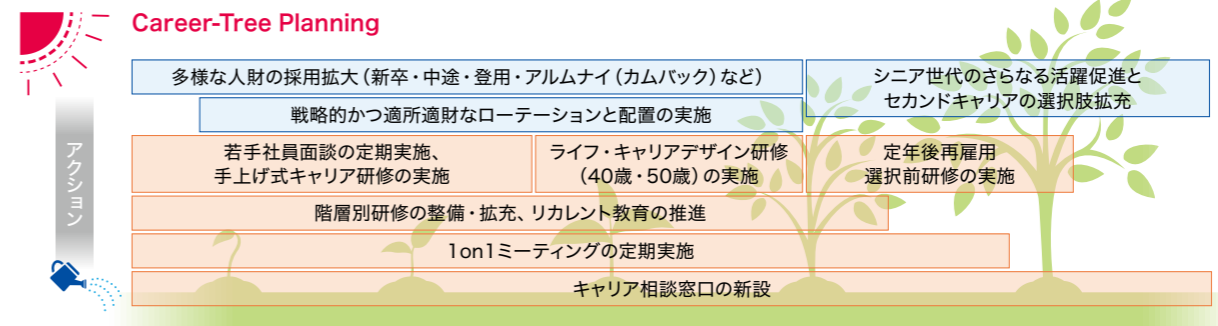 Career-Tree Planning
多様な人財の採用拡大（新卒・中途・登用・アルムナイ（カムバック）など）
シニア世代のさらなる活躍促進と
セカンドキャリアの選択肢拡充
戦略的かつ適所適財なローテーションと配置の実施
アクション
若手社員面談の定期実施、
手上げ式キャリア研修の実施
ライフ・キャリアデザイン研修
（40歳・50歳）の実施
定年後再雇用
選択前研修の実施
階層別研修の整備・拡充、リカレント教育の推進
1on1ミーティングの定期実施
キャリア相談窓口の新設